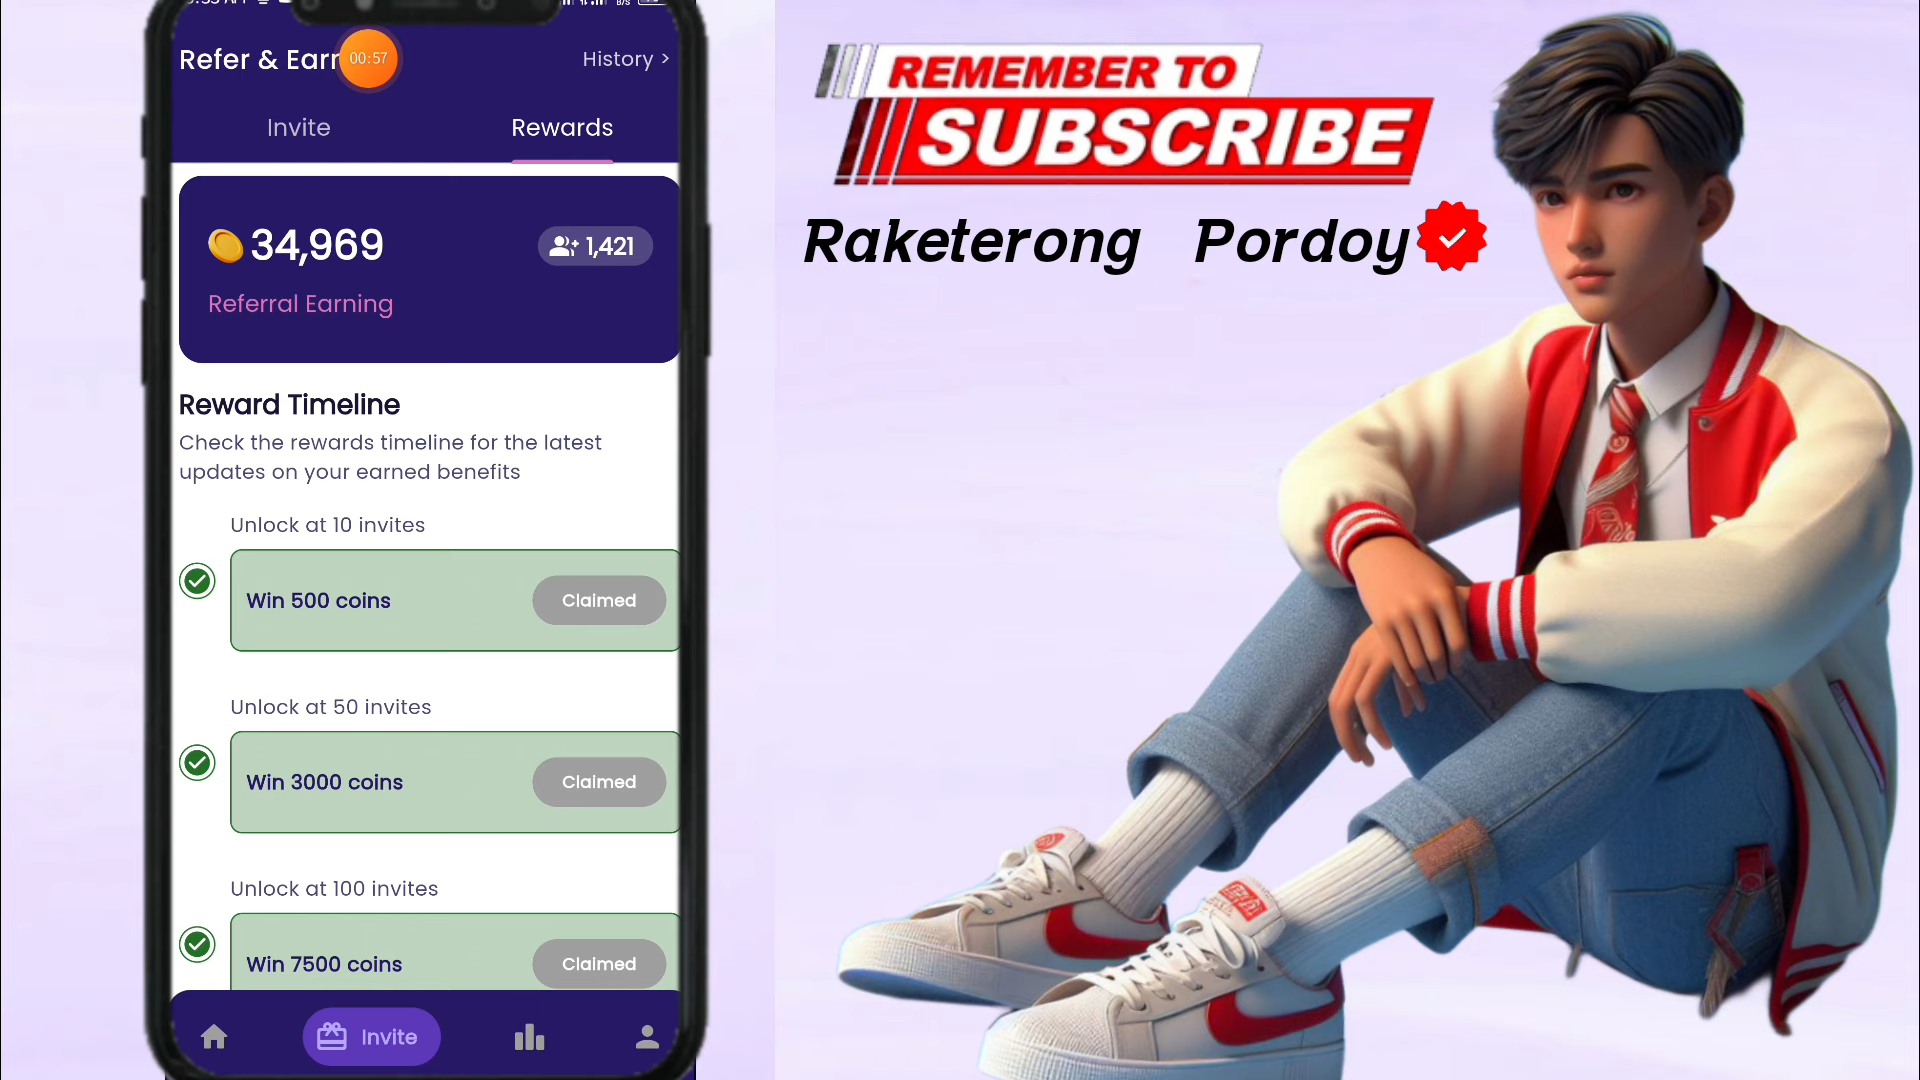 Refer & Earn
00:57
History >
Invite
Rewards
34,969
1,421
Referral Earning
Reward Timeline
Check the rewards timeline for the latest
updates on your earned benefits
Unlock at 10 invites
Win 500 coins
Claimed
Unlock at 50 invites
Win 3000 coins
Claimed
Unlock at 100 invites
Win 7500 coins
Claimed
Invite
REMEMBER TO
SUBSCRIBE
Raketerong Pordoy